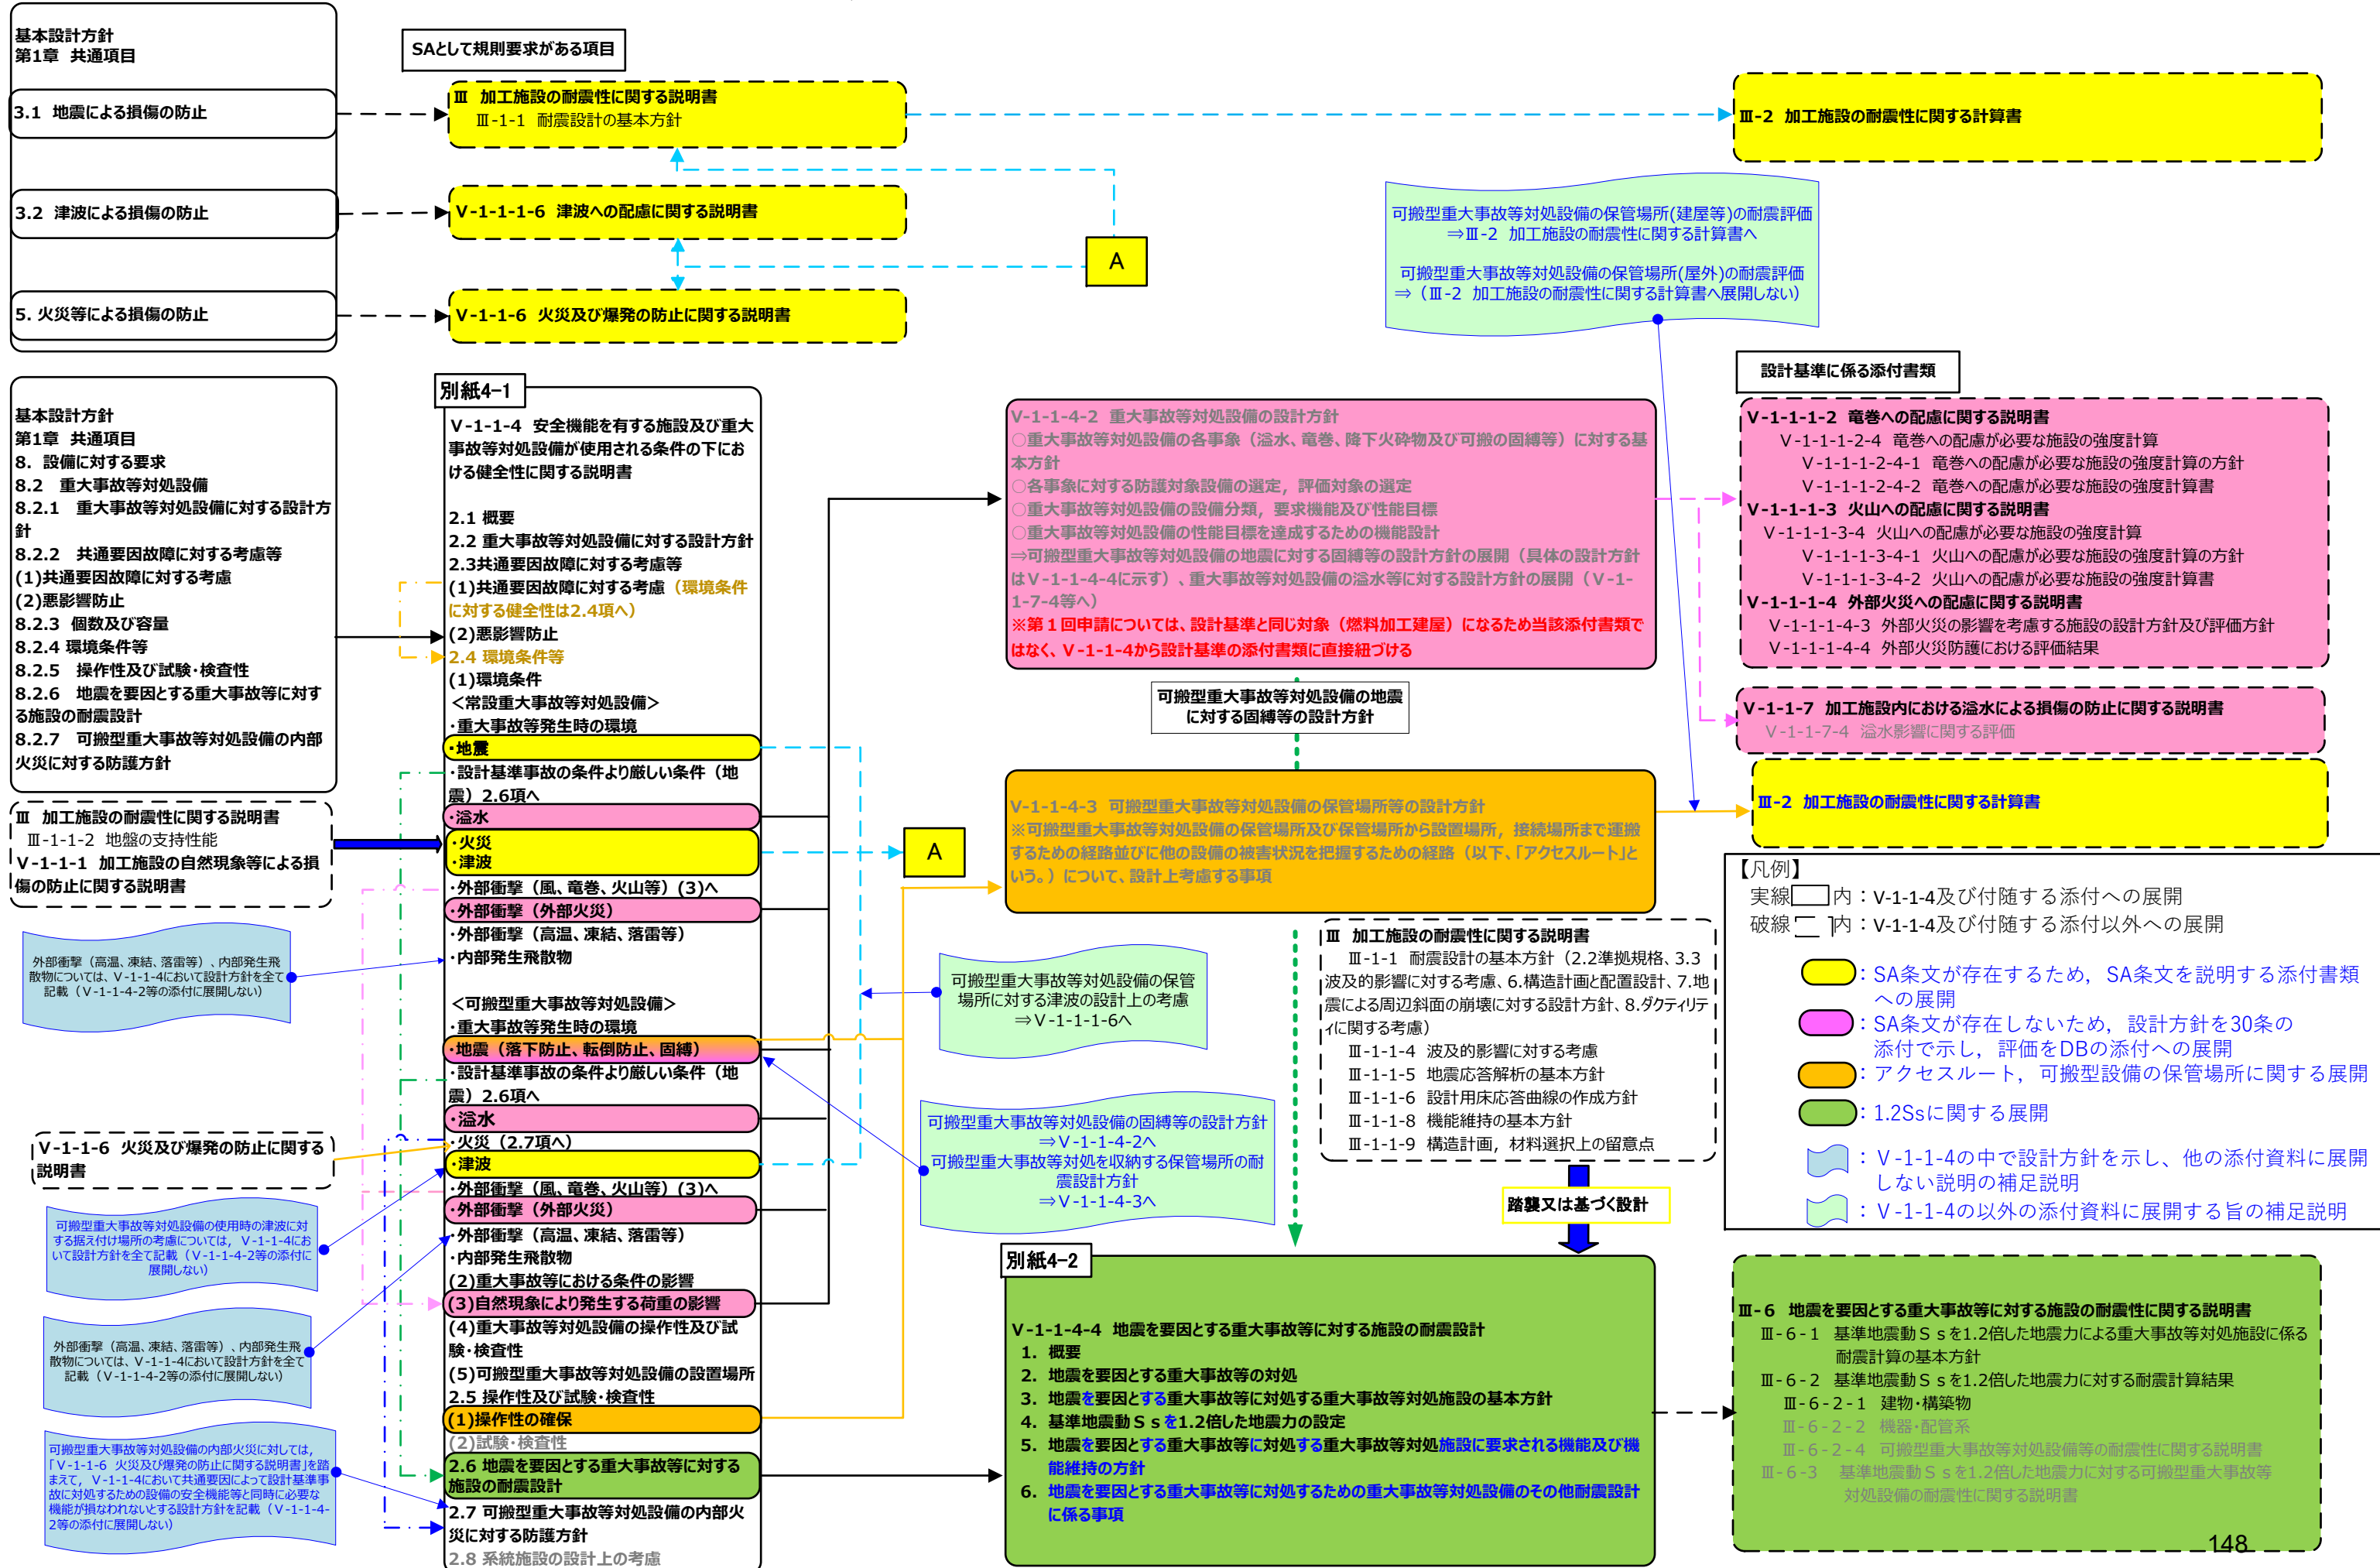 基本設計方針
第1章 共通項目
3.1 地震による損傷の防止
3.2 津波による損傷の防止
5. 火災等による損傷の防止
SAとして規則要求がある項目
Ⅲ 加工施設の耐震性に関する説明書
Ⅲ-1-1 耐震設計の基本方針
Ⅴ-1-1-1-6 津波への配慮に関する説明書
Ⅴ-1-1-6 火災及び爆発の防止に関する説明書
A
Ⅲ-2 加工施設の耐震性に関する計算書
可搬型重大事故等対処設備の保管場所(建屋等)の耐震評価
⇒Ⅲ-2 加工施設の耐震性に関する計算書へ
可搬型重大事故等対処設備の保管場所(屋外)の耐震評価
⇒（Ⅲ-2 加工施設の耐震性に関する計算書へ展開しない）
基本設計方針
第1章 共通項目
8. 設備に対する要求
8.2 重大事故等対処設備
8.2.1 重大事故等対処設備に対する設計方
針
8.2.2 共通要因故障に対する考慮等
(1)共通要因故障に対する考慮
(2)悪影響防止
8.2.3 個数及び容量
8.2.4 環境条件等
8.2.5 操作性及び試験・検査性
8.2.6 地震を要因とする重大事故等に対す
る施設の耐震設計
8.2.7 可搬型重大事故等対処設備の内部
火災に対する防護方針
Ⅲ 加工施設の耐震性に関する説明書
Ⅲ-1-1-2 地盤の支持性能
Ⅴ-1-1-1 加工施設の自然現象等による損
傷の防止に関する説明書
外部衝撃（高温、凍結、落雷等）、内部発生飛
散物については、Ⅴ-1-1-4において設計方針を全て
記載（Ⅴ-1-1-4-2等の添付に展開しない）
Ⅴ-1-1-6 火災及び爆発の防止に関する
説明書
可搬型重大事故等対処設備の使用時の津波に対
する据え付け場所の考慮については，Ⅴ-1-1-4にお
いて設計方針を全て記載（Ⅴ-1-1-4-2等の添付に
展開しない）
外部衝撃（高温、凍結、落雷等）、内部発生飛
散物については、Ⅴ-1-1-4において設計方針を全て
記載（Ⅴ-1-1-4-2等の添付に展開しない）
可搬型重大事故等対処設備の内部火災に対しては，
「Ⅴ-1-1-6 火災及び爆発の防止に関する説明書」を踏
まえて，Ⅴ-1-1-4において共通要因によって設計基準事
故に対処するための設備の安全機能等と同時に必要な
機能が損なわれないとする設計方針を記載（Ⅴ-1-1-4-
2等の添付に展開しない）
別紙4-1
Ⅴ-1-1-4 安全機能を有する施設及び重大
事故等対処設備が使用される条件の下にお
ける健全性に関する説明書
2.1 概要
2.2 重大事故等対処設備に対する設計方針
2.3共通要因故障に対する考慮等
(1)共通要因故障に対する考慮（環境条件
に対する健全性は2.4項へ）
(2)悪影響防止
2.4 環境条件等
(1)環境条件
＜常設重大事故等対処設備＞
・重大事故等発生時の環境
・地震
・設計基準事故の条件より厳しい条件（地
震）2.6項へ
・溢水
・火災
・津波
・外部衝撃（風、竜巻、火山等）(3)へ
・外部衝撃（外部火災）
・外部衝撃（高温、凍結、落雷等）
・内部発生飛散物
＜可搬型重大事故等対処設備＞
・重大事故等発生時の環境
・地震（落下防止、転倒防止、固縛）
・設計基準事故の条件より厳しい条件（地
震）2.6項へ
・溢水
・火災（2.7項へ）
・津波
・外部衝撃（風、竜巻、火山等）(3)へ
・外部衝撃（外部火災）
・外部衝撃（高温、凍結、落雷等）
・内部発生飛散物
(2)重大事故等における条件の影響
(3)自然現象により発生する荷重の影響
(4)重大事故等対処設備の操作性及び試
験・検査性
(5)可搬型重大事故等対処設備の設置場所
2.5 操作性及び試験・検査性
(1)操作性の確保
(2)試験・検査性
2.6 地震を要因とする重大事故等に対する
施設の耐震設計
2.7 可搬型重大事故等対処設備の内部火
災に対する防護方針
2.8 系統施設の設計上の考慮
A
可搬型重大事故等対処設備の保管
場所に対する津波の設計上の考慮
⇒Ⅴ-1-1-1-6へ
可搬型重大事故等対処設備の固縛等の設計方針
⇒Ⅴ-1-1-4-2へ
可搬型重大事故等対処を収納する保管場所の耐
震設計方針
⇒Ⅴ-1-1-4-3へ
Ⅴ-1-1-4-2 重大事故等対処設備の設計方針
○重大事故等対処設備の各事象（溢水、竜巻、降下火砕物及び可搬の固縛等）に対する基
本方針
○各事象に対する防護対象設備の選定，評価対象の選定
○重大事故等対処設備の設備分類，要求機能及び性能目標
○重大事故等対処設備の性能目標を達成するための機能設計
⇒可搬型重大事故等対処設備の地震に対する固縛等の設計方針の展開（具体の設計方針
はⅤ-1-1-4-4に示す）、重大事故等対処設備の溢水等に対する設計方針の展開（Ⅴ-1-
1-7-4等へ）
※第１回申請については、設計基準と同じ対象（燃料加工建屋）になるため当該添付書類で
はなく、Ⅴ-1-1-4から設計基準の添付書類に直接紐づける
可搬型重大事故等対処設備の地震
に対する固縛等の設計方針
Ⅴ-1-1-4-3 可搬型重大事故等対処設備の保管場所等の設計方針
※可搬型重大事故等対処設備の保管場所及び保管場所から設置場所，接続場所まで運搬
するための経路並びに他の設備の被害状況を把握するための経路（以下、「アクセスルート」と
いう。）について、設計上考慮する事項
Ⅲ 加工施設の耐震性に関する説明書
Ⅲ-1-1 耐震設計の基本方針（2.2準拠規格、3.3
波及的影響に対する考慮、6.構造計画と配置設計、7.地
震による周辺斜面の崩壊に対する設計方針、8.ダクティリテ
ィに関する考慮）
Ⅲ-1-1-4 波及的影響に対する考慮
Ⅲ-1-1-5 地震応答解析の基本方針
Ⅲ-1-1-6 設計用床応答曲線の作成方針
Ⅲ-1-1-8 機能維持の基本方針
Ⅲ-1-1-9 構造計画，材料選択上の留意点
踏襲又は基づく設計
別紙4-2
Ⅴ-1-1-4-4 地震を要因とする重大事故等に対する施設の耐震設計
1. 概要
2. 地震を要因とする重大事故等の対処
3. 地震を要因とする重大事故等に対処する重大事故等対処施設の基本方針
4. 基準地震動Ｓｓを1.2倍した地震力の設定
5. 地震を要因とする重大事故等に対処する重大事故等対処施設に要求される機能及び機
能維持の方針
6. 地震を要因とする重大事故等に対処するための重大事故等対処設備のその他耐震設計
に係る事項
設計基準に係る添付書類
Ⅴ-1-1-1-2 竜巻への配慮に関する説明書
Ⅴ-1-1-1-2-4 竜巻への配慮が必要な施設の強度計算
Ⅴ-1-1-1-2-4-1 竜巻への配慮が必要な施設の強度計算の方針
Ⅴ-1-1-1-2-4-2 竜巻への配慮が必要な施設の強度計算書
Ⅴ-1-1-1-3 火山への配慮に関する説明書
Ⅴ-1-1-1-3-4 火山への配慮が必要な施設の強度計算
Ⅴ-1-1-1-3-4-1 火山への配慮が必要な施設の強度計算の方針
Ⅴ-1-1-1-3-4-2 火山への配慮が必要な施設の強度計算書
Ⅴ-1-1-1-4 外部火災への配慮に関する説明書
Ⅴ-1-1-1-4-3 外部火災の影響を考慮する施設の設計方針及び評価方針
Ⅴ-1-1-1-4-4 外部火災防護における評価結果
Ⅴ-1-1-7 加工施設内における溢水による損傷の防止に関する説明書
Ⅴ-1-1-7-4 溢水影響に関する評価
Ⅲ-2 加工施設の耐震性に関する計算書
【凡例】
実線 内：V-1-1-4及び付随する添付への展開
破線 内：V-1-1-4及び付随する添付以外への展開
：SA条文が存在するため，SA条文を説明する添付書類
への展開
：SA条文が存在しないため，設計方針を30条の
添付で示し，評価をDBの添付への展開
：アクセスルート，可搬型設備の保管場所に関する展開
：1.2Ssに関する展開
：Ⅴ-1-1-4の中で設計方針を示し、他の添付資料に展開
しない説明の補足説明
：Ⅴ-1-1-4の以外の添付資料に展開する旨の補足説明
Ⅲ-６ 地震を要因とする重大事故等に対する施設の耐震性に関する説明書
Ⅲ-６-１ 基準地震動Ｓｓを1.2倍した地震力による重大事故等対処施設に係る
耐震計算の基本方針
Ⅲ-６-２ 基準地震動Ｓｓを1.2倍した地震力に対する耐震計算結果
Ⅲ-６-２-１ 建物・構築物
Ⅲ-６-２-２ 機器・配管系
Ⅲ-６-２-４ 可搬型重大事故等対処設備等の耐震性に関する説明書
Ⅲ-６-３ 基準地震動Ｓｓを1.2倍した地震力に対する可搬型重大事故等
対処設備の耐震性に関する説明書
148